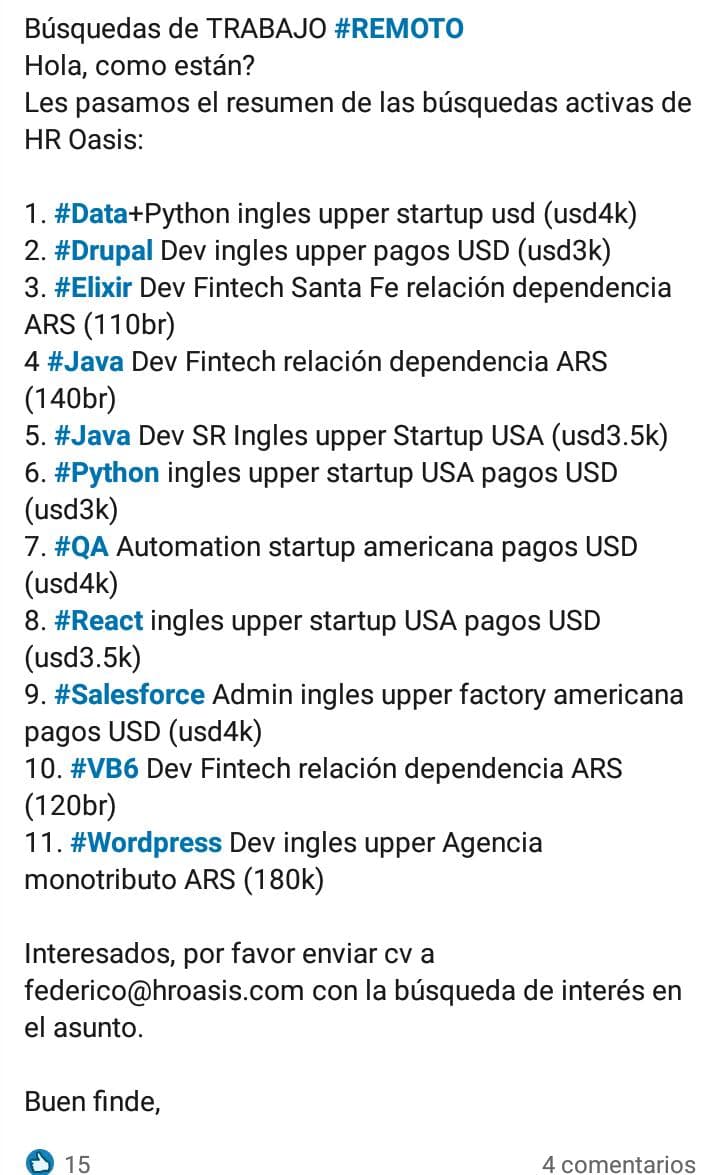 Búsquedas de TRABAJO #REMOTO
Hola, como están?
Les pasamos el resumen de las búsquedas activas de
HR Oasis:
1. #Data+Python ingles upper startup usd (usd4k)
2. #Drupal Dev ingles upper pagos USD (usd3k)
3. #Elixir Dev Fintech Santa Fe relación dependencia
ARS (110br)
4 #Java Dev Fintech relación dependencia ARS
(140br)
5. #Java Dev SR Ingles upper Startup USA (usd3.5k)
6. #Python ingles upper startup USA pagos USD
(usd3k)
7. #QA Automation startup americana pagos USD
(usd4k)
8. #React ingles upper startup USA pagos USD
(usd3.5k)
9. #Salesforce Admin ingles upper factory americana
pagos USD (usd4k)
10. #VB6 Dev Fintech relación dependencia ARS
(120br)
11. #Wordpress Dev ingles upper Agencia
monotributo ARS (180k)
Interesados, por favor enviar cv a
federico@hroasis.com con la búsqueda de interés en
el asunto.
Buen finde,
15
4 comentarios